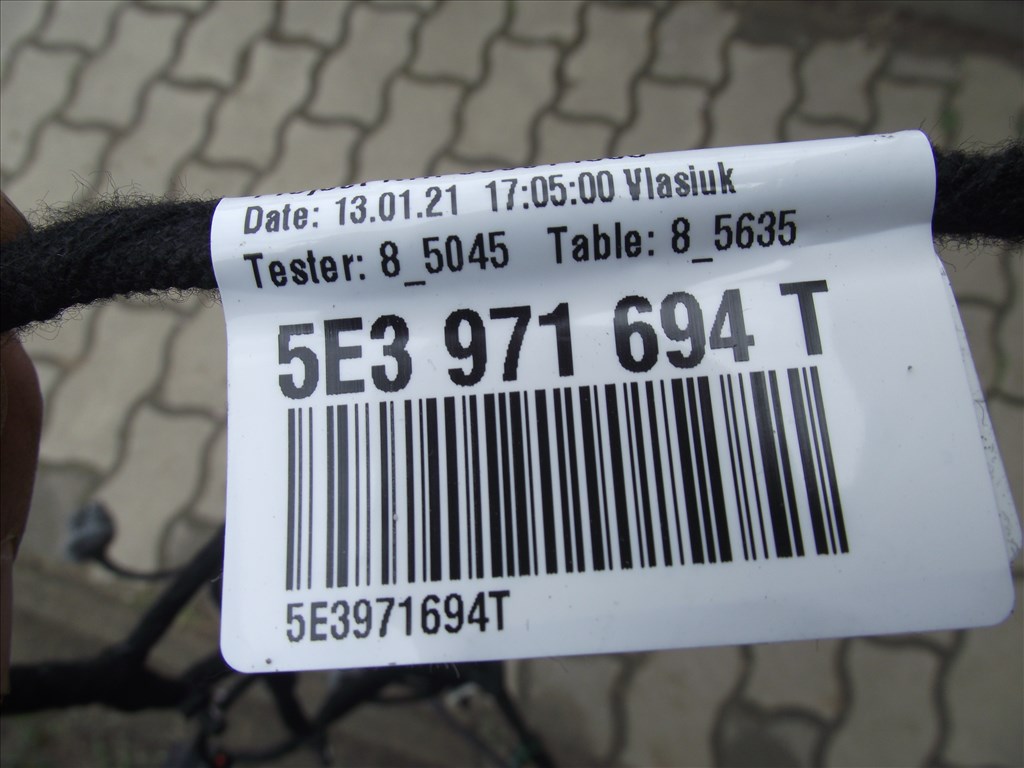 Date: 13.01.21 17:05:00 Vlasiuk
Tester: 8_5045 Table: 8_5635
5E3 971 694 T
5E3971694T